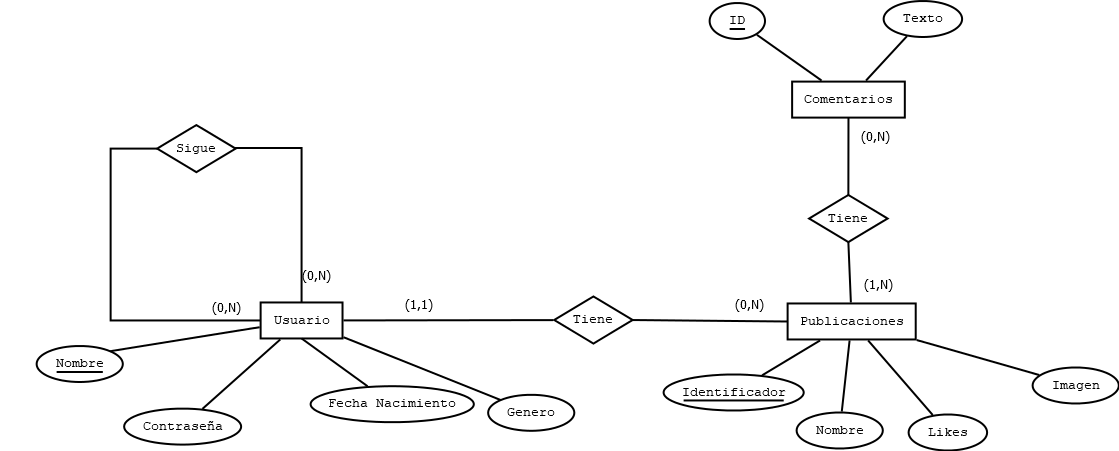 ID
Texto
Comentarios
(0,N)
Sigue
Tiene
(0,N)
(1,N)
(0,N)
(1,1)
(0,N)
Usuario
Tiene
Publicaciones
Nombre
Contraseña
Fecha Nacimiento
Genero
Identificador
Nombre
Likes
Imagen